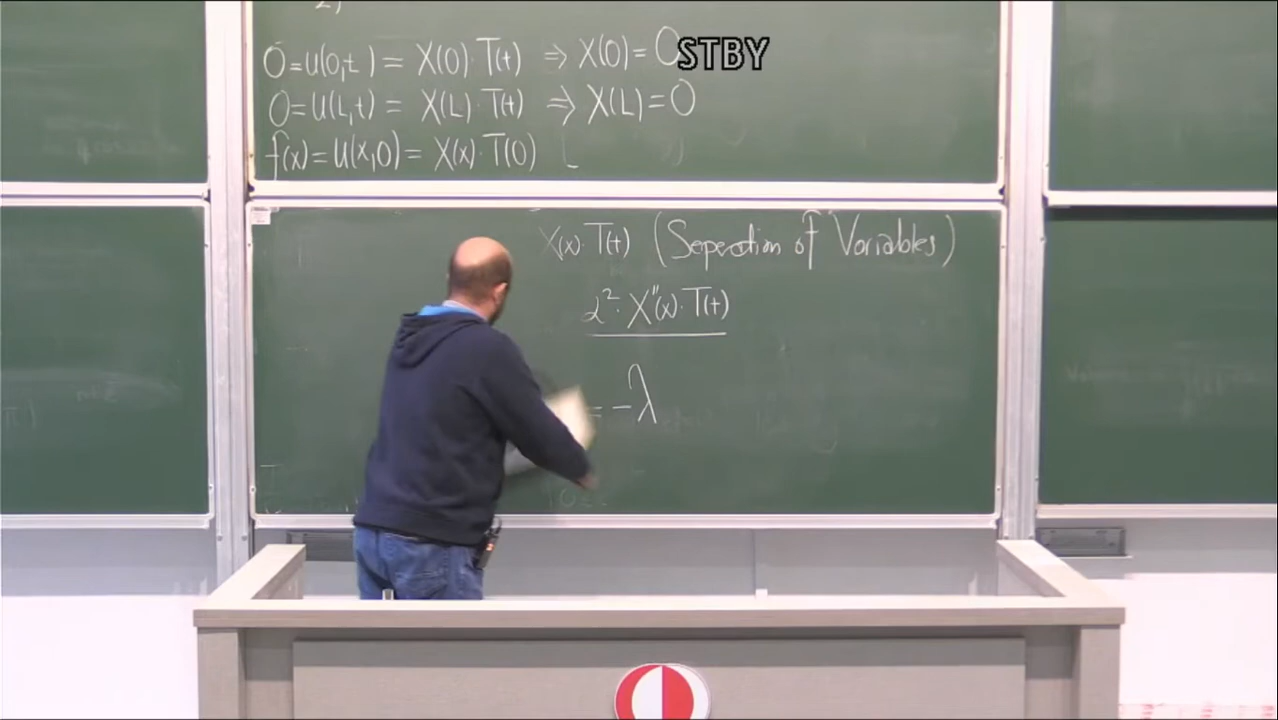 0=u(0,t) = X(0)·T(t) ⇒ X(0)=0
STBY
0=u(L,t) = X(L)·T(t) ⇒ X(L)=0
f(x)=u(x,0)= X(x)·T(0)
X(x)·T(t) (Seperation of Variables)
α²·X''(x)·T(t)
= -λ